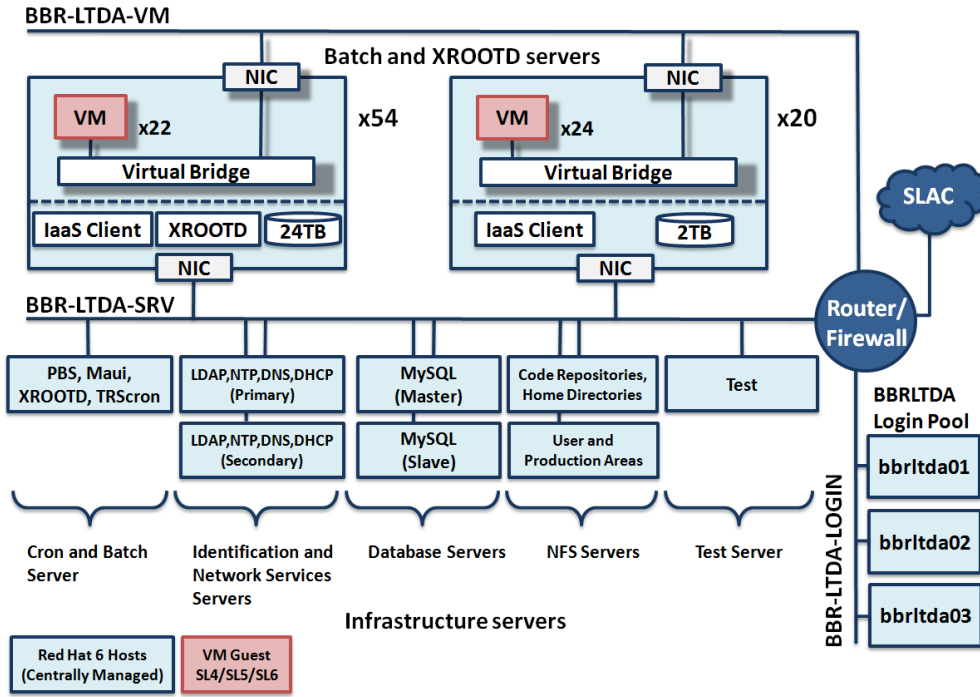 BBR-LTDA-VM
Batch and XROOTD servers
NIC
NIC
VM
x22
x54
VM
x24
x20
Virtual Bridge
Virtual Bridge
SLAC
IaaS Client
XROOTD
24TB
IaaS Client
2TB
NIC
NIC
BBR-LTDA-SRV
Router/
Firewall
PBS, Maui,
XROOTD, TRScron
LDAP,NTP,DNS,DHCP
(Primary)
MySQL
(Master)
Code Repositories,
Home Directories
Test
LDAP,NTP,DNS,DHCP
(Secondary)
MySQL
(Slave)
User and
Production Areas
BBRLTDA
Login Pool
bbrltda01
bbrltda02
bbrltda03
BBR-LTDA-LOGIN
Cron and Batch
Server
Identification and
Network Services
Servers
Database Servers
NFS Servers
Test Server
Infrastructure servers
Red Hat 6 Hosts
(Centrally Managed)
VM Guest
SL4/SL5/SL6